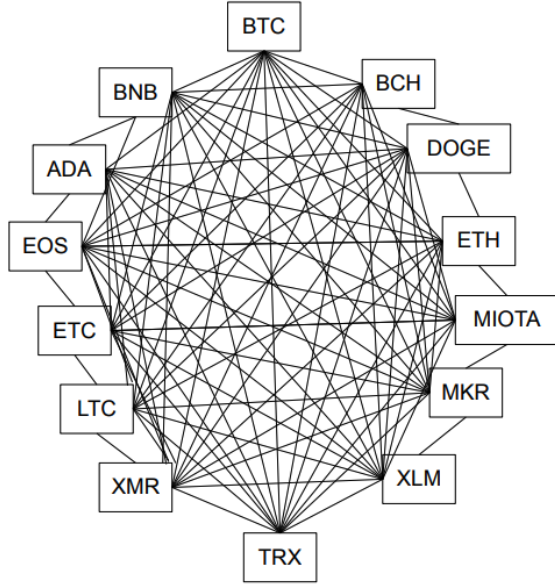 BTC
BNB
BCH
DOGE
ADA
EOS
ETH
ETC
MIOTA
LTC
MKR
XMR
XLM
TRX